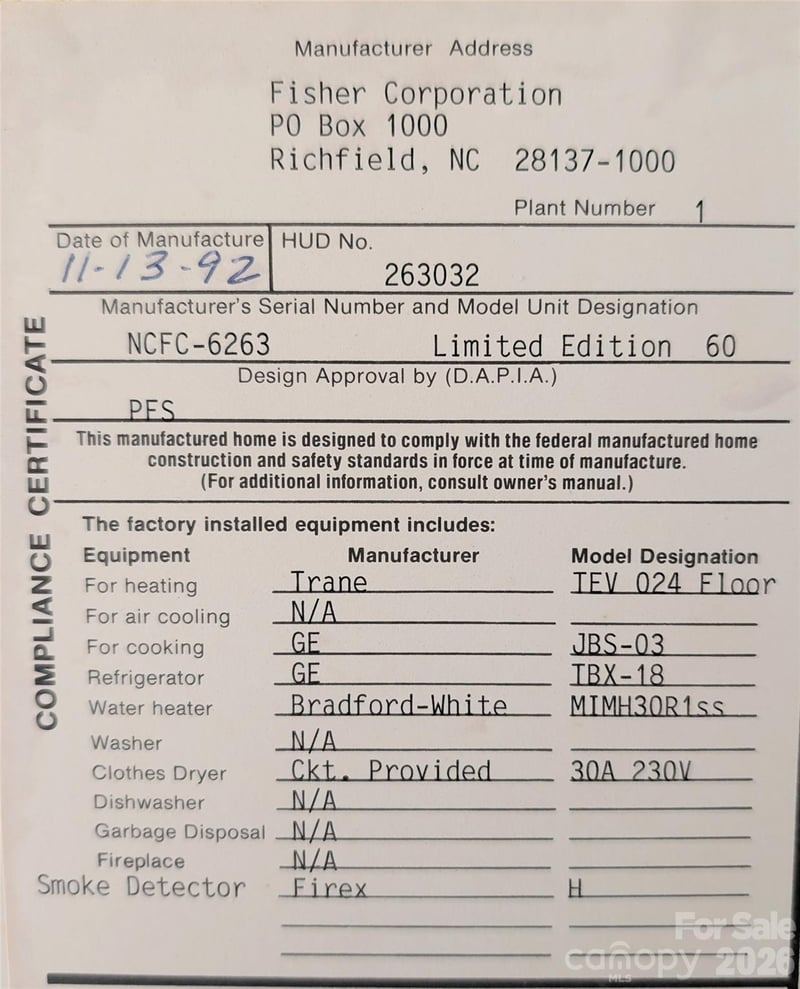 Manufacturer Address
Fisher Corporation
PO Box 1000
Richfield, NC 28137-1000
Plant Number 1
Date of Manufacture HUD No.
11-13-92 263032
Manufacturer's Serial Number and Model Unit Designation
NCFC-6263 Limited Edition 60
Design Approval by (D.A.P.I.A.)
PFS
This manufactured home is designed to comply with the federal manufactured home
construction and safety standards in force at time of manufacture.
(For additional information, consult owner's manual.)
COMPLIANCE CERTIFICATE
The factory installed equipment includes:
Equipment Manufacturer Model Designation
For heating Trane TEV 024 Floor
For air cooling N/A
For cooking GE JBS-03
Refrigerator GE TBX-18
Water heater Bradford-White MIMH30R1ss
Washer N/A
Clothes Dryer Ckt. Provided 30A 230V
Dishwasher N/A
Garbage Disposal N/A
Fireplace N/A
Smoke Detector Firex H
For Sale
canopy 2026
MLS